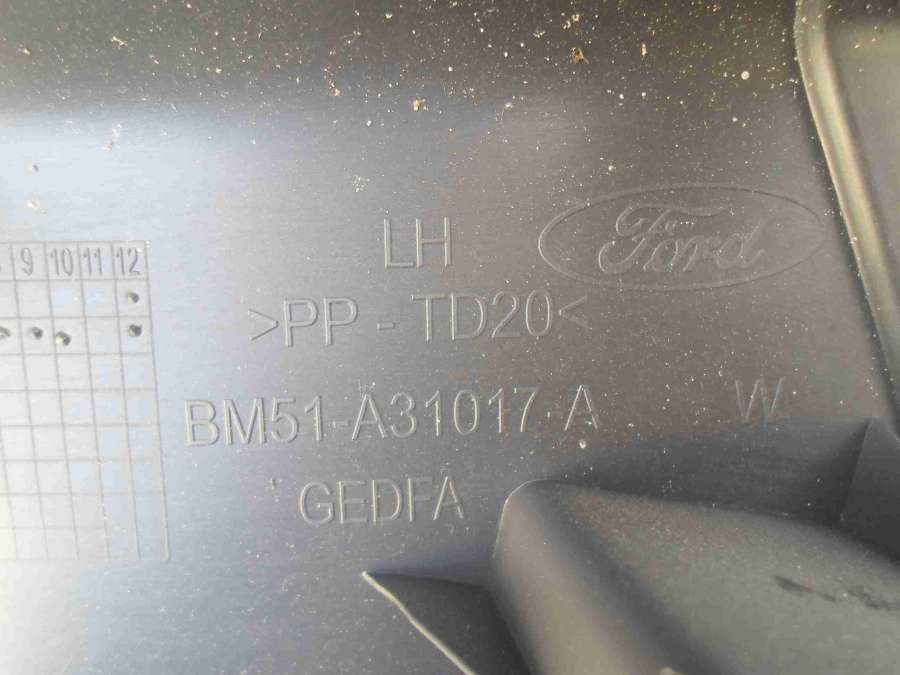 LH
Ford
9 10 11 12
>PP-TD20<
BM51-A31017-A
W
GEDFA